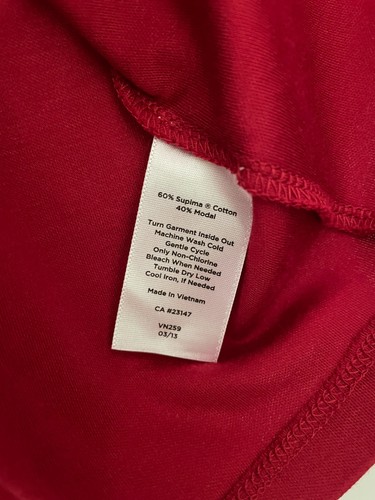 60% Supima ® Cotton
40% Modal
Turn Garment Inside Out
Machine Wash Cold
Gentle Cycle
Only Non-Chlorine
Bleach When Needed
Tumble Dry Low
Cool Iron, If Needed
Made In Vietnam
CA #23147
VN259
03/13